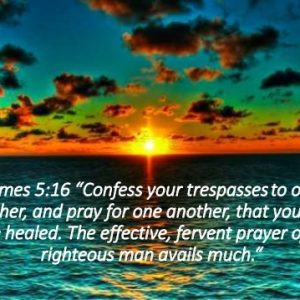 mes 5:16 “Confess your trespasses to o
her, and pray for one another, that you
healed. The effective, fervent prayer o
righteous man avails much.”